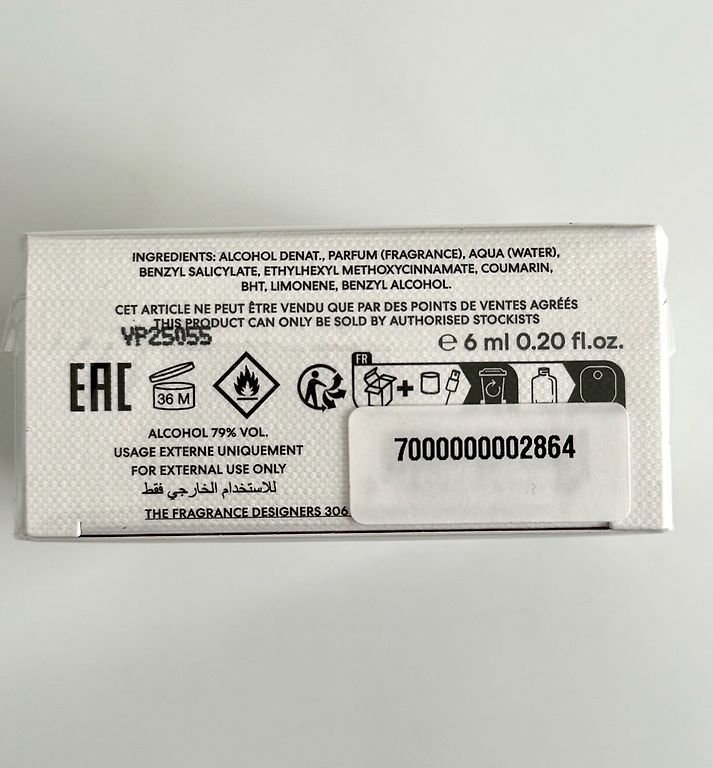 INGREDIENTS: ALCOHOL DENAT., PARFUM (FRAGRANCE), AQUA (WATER),
BENZYL SALICYLATE, ETHYLHEXYL METHOXYCINNAMATE, COUMARIN,
BHT, LIMONENE, BENZYL ALCOHOL.
CET ARTICLE NE PEUT ÊTRE VENDU QUE PAR DES POINTS DE VENTES AGRÉÉS
THIS PRODUCT CAN ONLY BE SOLD BY AUTHORISED STOCKISTS
YP25055
℮ 6 ml 0.20 fl.oz.
EAC
36 M
FR
ALCOHOL 79% VOL.
USAGE EXTERNE UNIQUEMENT
FOR EXTERNAL USE ONLY
للاستخدام الخارجي فقط
THE FRAGRANCE DESIGNERS 306
7000000002864